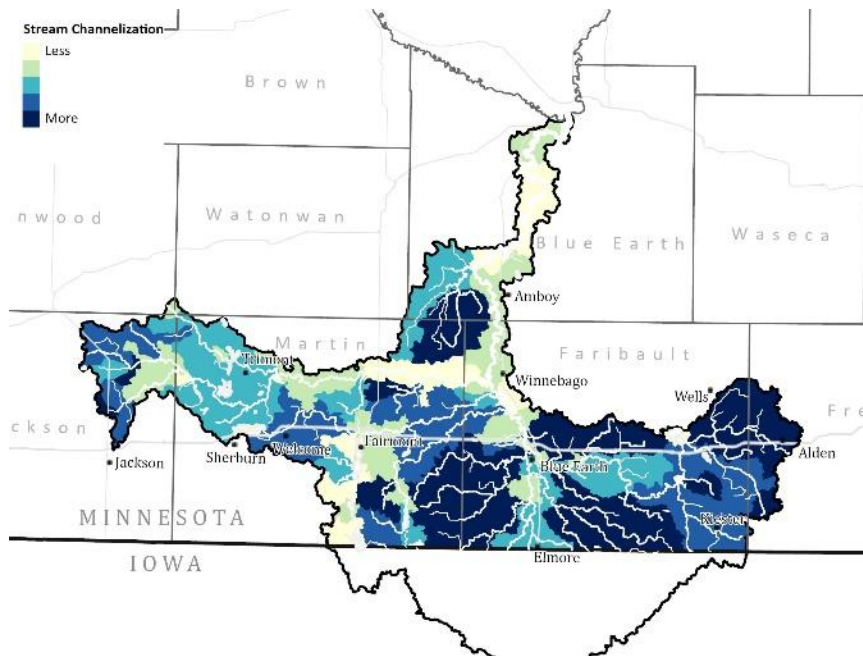 Stream Channelization
Less
More
Brown
nwood
Watonwan
Blue Earth
Waseca
Amboy
Martin
Faribault
Trimont
Winnebago
Wells
Fre
ckson
Fairmont
Welcome
Sherburn
Jackson
Blue Earth
Alden
Kiester
MINNESOTA
Elmore
IOWA